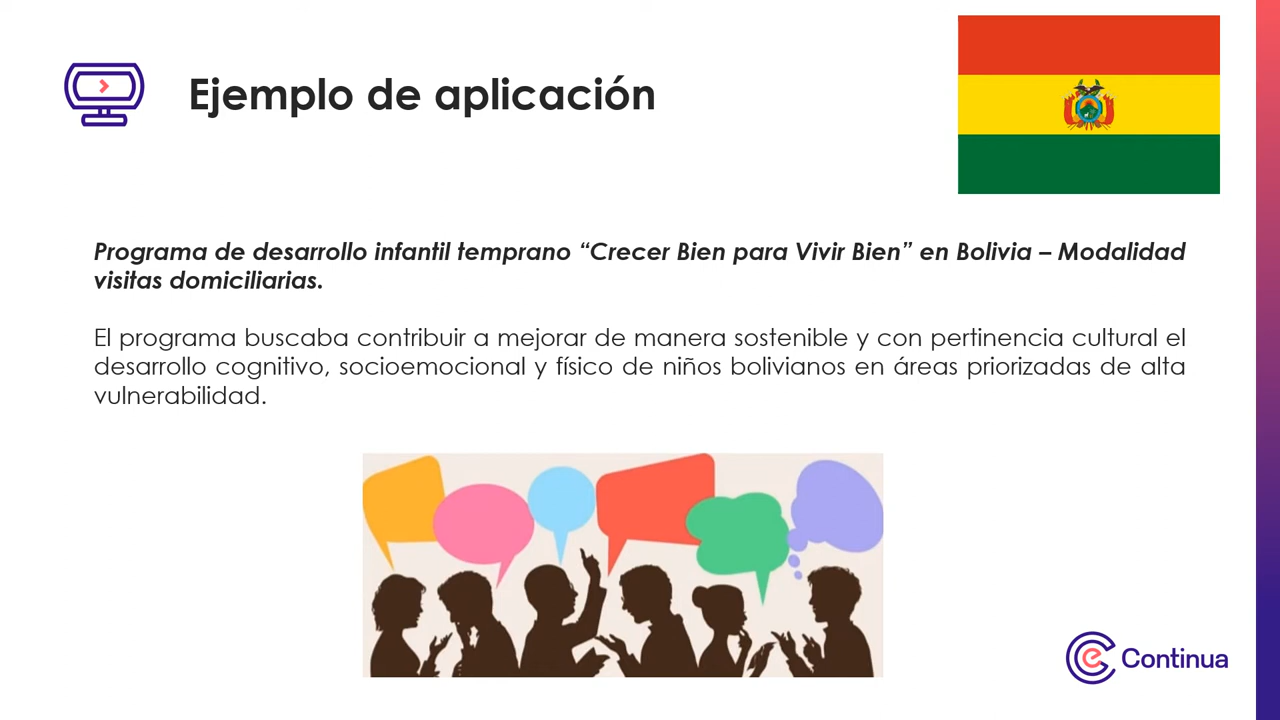 Ejemplo de aplicación
Programa de desarrollo infantil temprano “Crecer Bien para Vivir Bien” en Bolivia – Modalidad
visitas domiciliarias.
El programa buscaba contribuir a mejorar de manera sostenible y con pertinencia cultural el
desarrollo cognitivo, socioemocional y físico de niños bolivianos en áreas priorizadas de alta
vulnerabilidad.
Continua